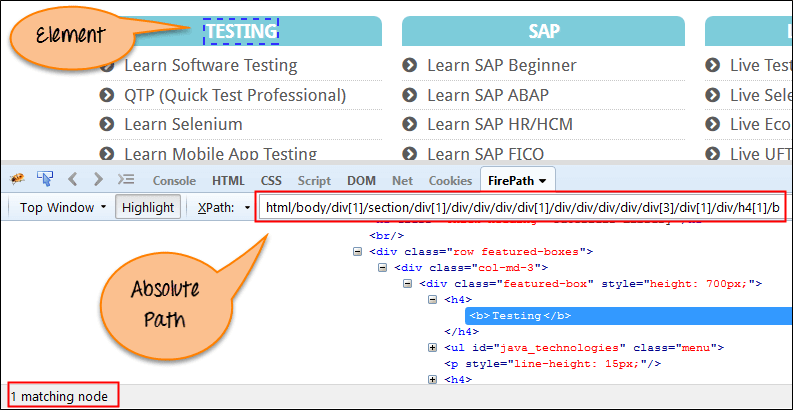 Element
TESTING
SAP
Learn Software Testing
Learn SAP Beginner
Live Test
QTP (Quick Test Professional)
Learn SAP ABAP
Live Sele
Learn Selenium
Learn SAP HR/HCM
Live Eco
Learn Mobile App Testing
Learn SAP FICO
Live UFT
Console HTML CSS Script DOM Net Cookies FirePath
Top Window Highlight XPath: html/body/div[1]/section/div[1]/div/div/div/div[1]/div/div/div/div/div[3]/div[1]/div/h4[1]/b
<br/>
<div class="row featured-boxes">
<div class="col-md-3">
<div class="featured-box" style="height: 700px;">
<h4>
<b>Testing</b>
</h4>
<ul id="java_technologies" class="menu">
<p style="line-height: 15px;"/>
<h4>
Absolute
Path
1 matching node